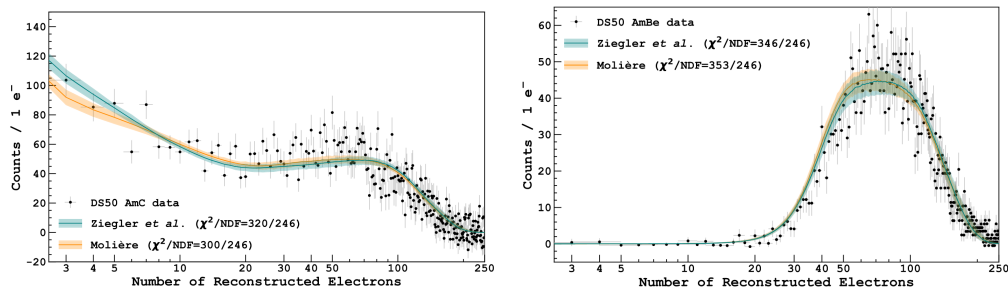 140
120
100
80
60
40
20
0
−20
Counts / 1 e⁻
DS50 AmC data
Ziegler et al. (χ²/NDF=320/246)
Molière (χ²/NDF=300/246)
3 4 5 10 20 30 40 50 100 250
Number of Reconstructed Electrons
60
50
40
30
20
10
0
Counts / 1 e⁻
DS50 AmBe data
Ziegler et al. (χ²/NDF=346/246)
Molière (χ²/NDF=353/246)
3 4 5 10 20 30 40 50 100 250
Number of Reconstructed Electrons